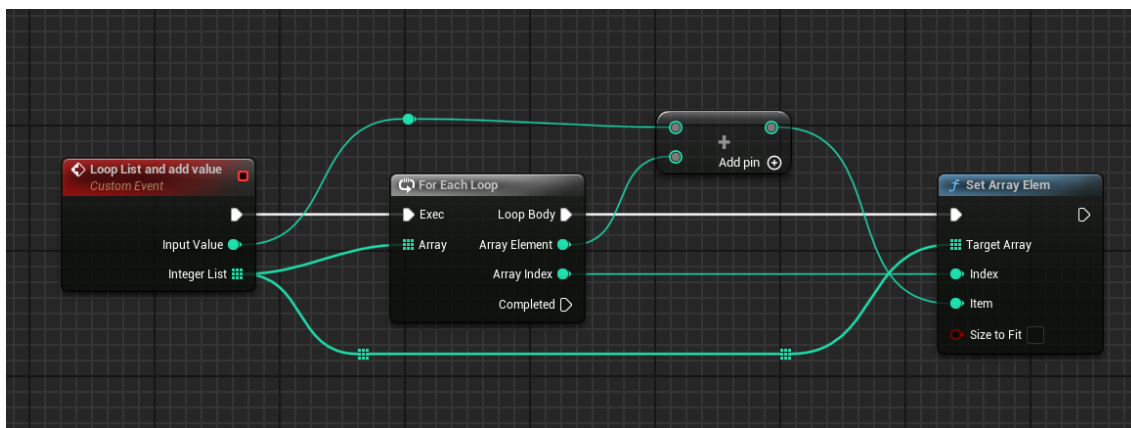 Loop List and add value
Custom Event
Input Value
Integer List
For Each Loop
Exec
Loop Body
Array
Array Element
Array Index
Completed
+
Add pin
f Set Array Elem
Target Array
Index
Item
Size to Fit